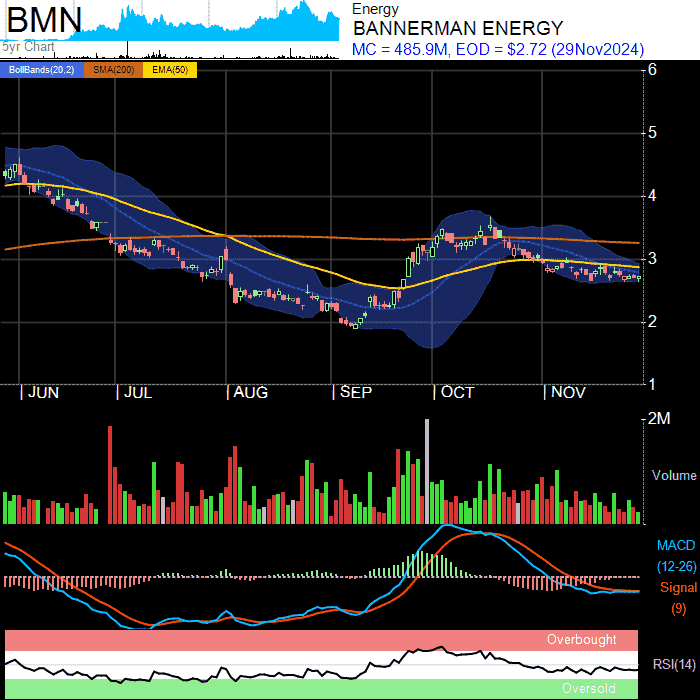 BMN
5yr Chart
Energy
BANNERMAN ENERGY
MC = 485.9M, EOD = $2.72 (29Nov2024)
BollBands(20,2) SMA(200) EMA(50)
6
5
4
3
2
1
JUN JUL AUG SEP OCT NOV
2M
Volume
MACD
(12-26)
Signal
(9)
Overbought
RSI(14)
Oversold